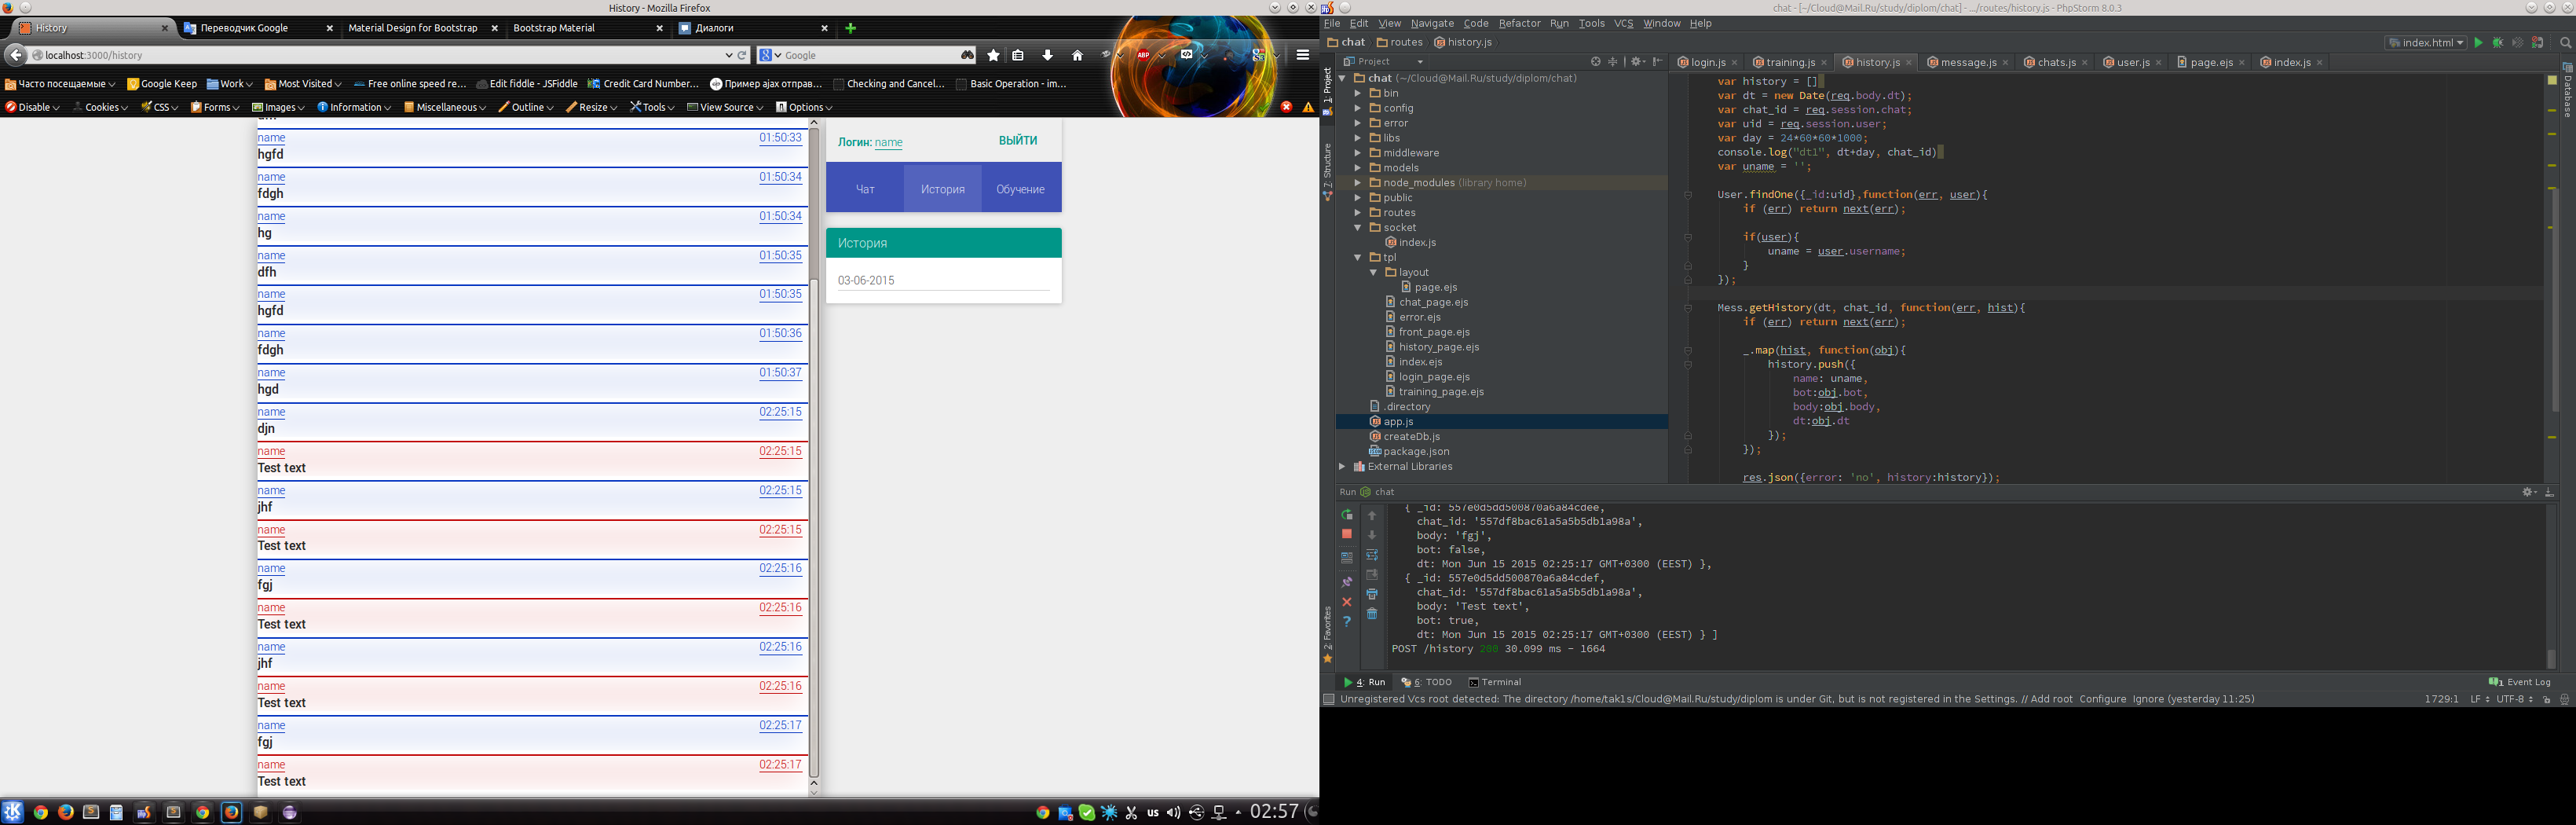 History - Mozilla Firefox
History
Переводчик Google
Material Design for Bootstrap
Bootstrap Material
Диалоги
localhost:3000/history
Google
Часто посещаемые
Google Keep
Work
Most Visited
Free online speed re...
Edit fiddle - JSFiddle
Credit Card Number...
Пример ajax отправ...
Checking and Cancel...
Basic Operation - im...
Disable
Cookies
CSS
Forms
Images
Information
Miscellaneous
Outline
Resize
Tools
View Source
Options
name 01:50:33
hgfd
name 01:50:34
fdgh
name 01:50:34
hg
name 01:50:35
dfh
name 01:50:35
hgfd
name 01:50:36
fdgh
name 01:50:37
hgd
name 02:25:15
djn
name 02:25:15
Test text
name 02:25:15
jhf
name 02:25:15
Test text
name 02:25:16
fgj
name 02:25:16
Test text
name 02:25:16
jhf
name 02:25:16
Test text
name 02:25:17
fgj
name 02:25:17
Test text
Логин: name
ВЫЙТИ
Чат
История
Обучение
История
03-06-2015
us
02:57
chat - [~/Cloud@Mail.Ru/study/diplom/chat] - .../routes/history.js - PhpStorm 8.0.3
File Edit View Navigate Code Refactor Run Tools VCS Window Help
chat
routes
history.js
index.html
1: Project
7: Structure
2: Favorites
Database
Project
chat (~/Cloud@Mail.Ru/study/diplom/chat)
bin
config
error
libs
middleware
models
node_modules (library home)
public
routes
socket
index.js
tpl
layout
page.ejs
chat_page.ejs
error.ejs
front_page.ejs
history_page.ejs
index.ejs
login_page.ejs
training_page.ejs
.directory
app.js
createDb.js
package.json
External Libraries
login.js
training.js
history.js
message.js
chats.js
user.js
page.ejs
index.js
var history = []
var dt = new Date(req.body.dt);
var chat_id = req.session.chat;
var uid = req.session.user;
var day = 24*60*60*1000;
console.log("dt1", dt+day, chat_id)
var uname = '';
User.findOne({_id:uid},function(err, user){
if (err) return next(err);
if(user){
uname = user.username;
}
});
Mess.getHistory(dt, chat_id, function(err, hist){
if (err) return next(err);
_.map(hist, function(obj){
history.push({
name: uname,
bot:obj.bot,
body:obj.body,
dt:obj.dt
});
});
res.json({error: 'no', history:history});
Run chat
{ _id: 557e0d5dd500870a6a84cdee,
chat_id: '557df8bac61a5a5b5db1a98a',
body: 'fgj',
bot: false,
dt: Mon Jun 15 2015 02:25:17 GMT+0300 (EEST) },
{ _id: 557e0d5dd500870a6a84cdef,
chat_id: '557df8bac61a5a5b5db1a98a',
body: 'Test text',
bot: true,
dt: Mon Jun 15 2015 02:25:17 GMT+0300 (EEST) } ]
POST /history 200 30.099 ms - 1664
4: Run
6: TODO
Terminal
1 Event Log
Unregistered Vcs root detected: The directory /home/tak1s/Cloud@Mail.Ru/study/diplom is under Git, but is not registered in the Settings. // Add root Configure Ignore (yesterday 11:25)
1729:1 LF UTF-8